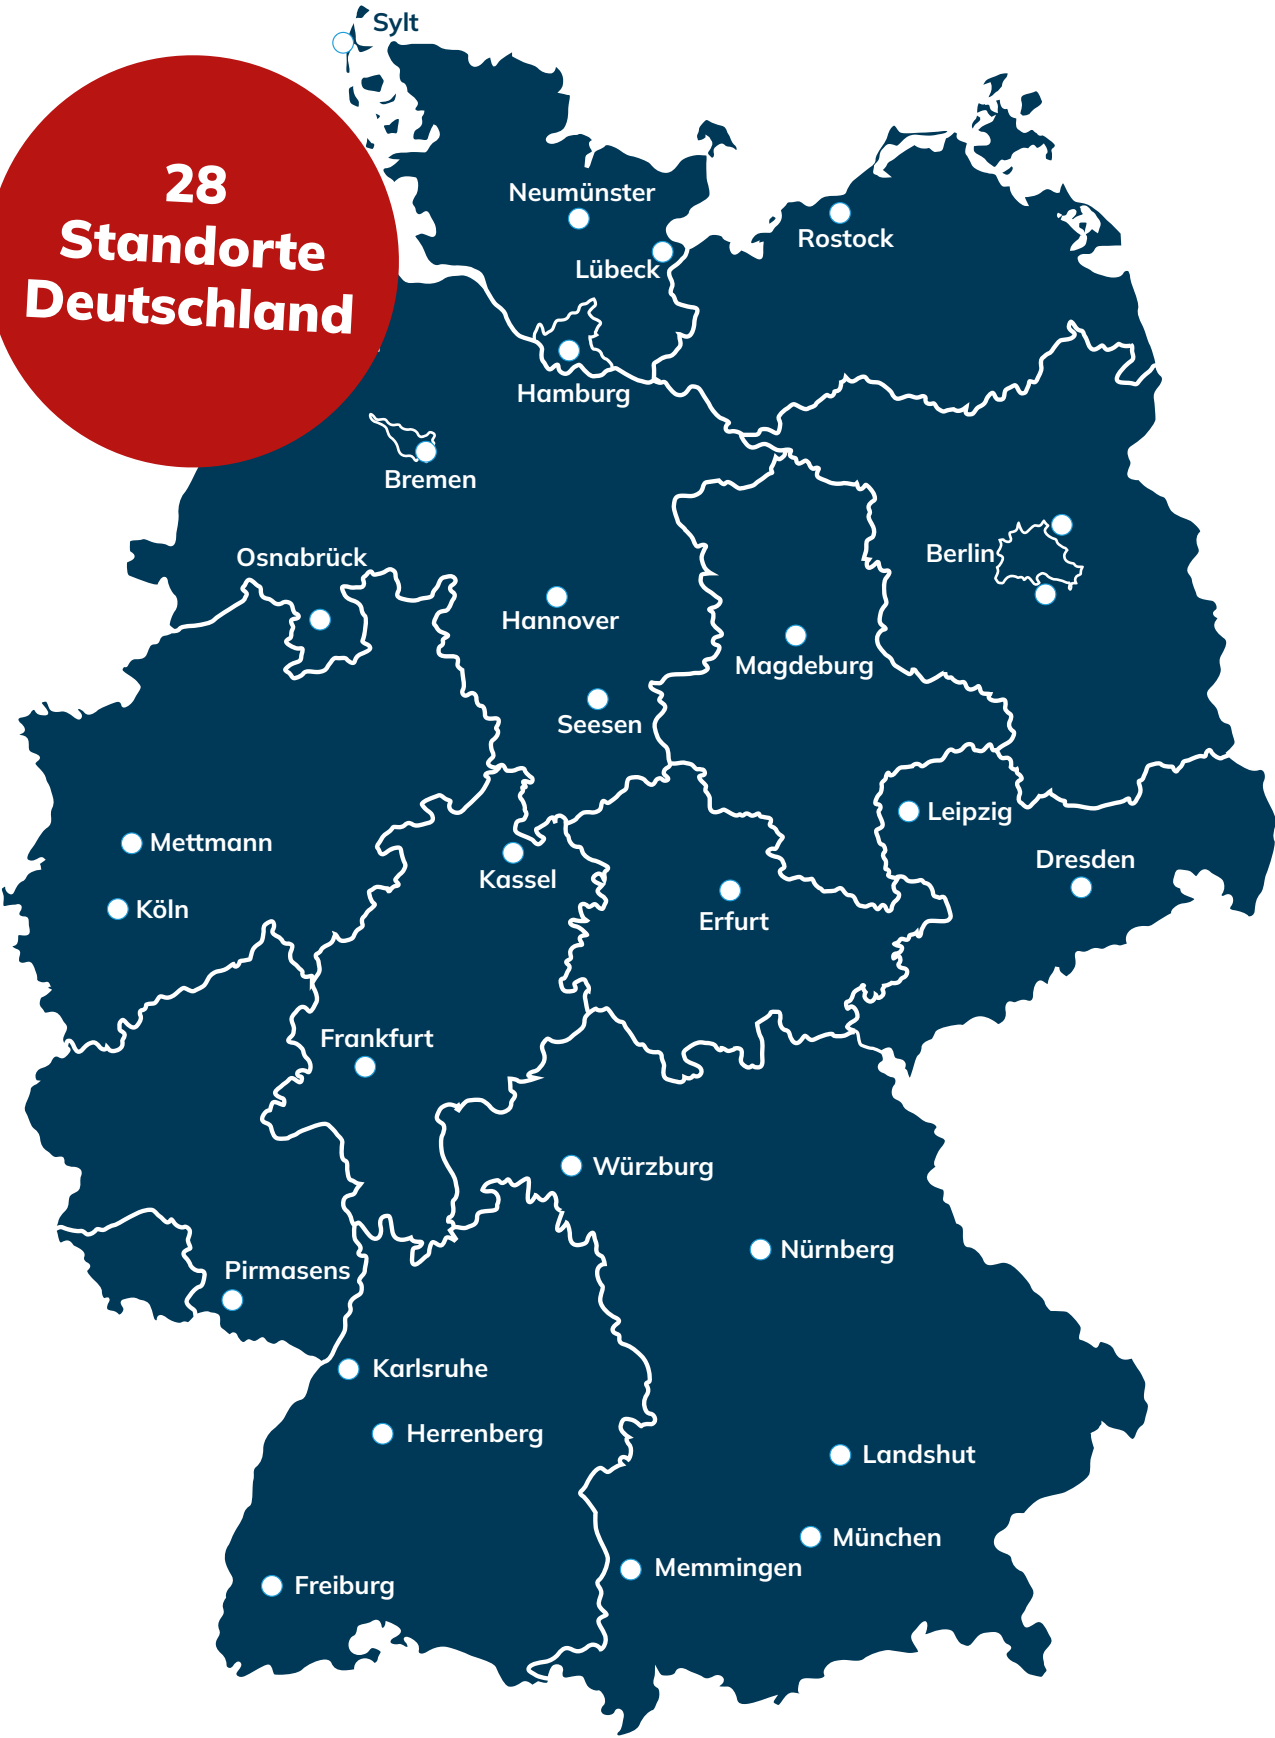 Sylt
28
Standorte
Deutschland
Neumünster
Rostock
Lübeck
Hamburg
Bremen
Berlin
Osnabrück
Hannover
Magdeburg
Seesen
Leipzig
Mettmann
Dresden
Kassel
Köln
Erfurt
Frankfurt
Würzburg
Nürnberg
Pirmasens
Karlsruhe
Herrenberg
Landshut
München
Memmingen
Freiburg